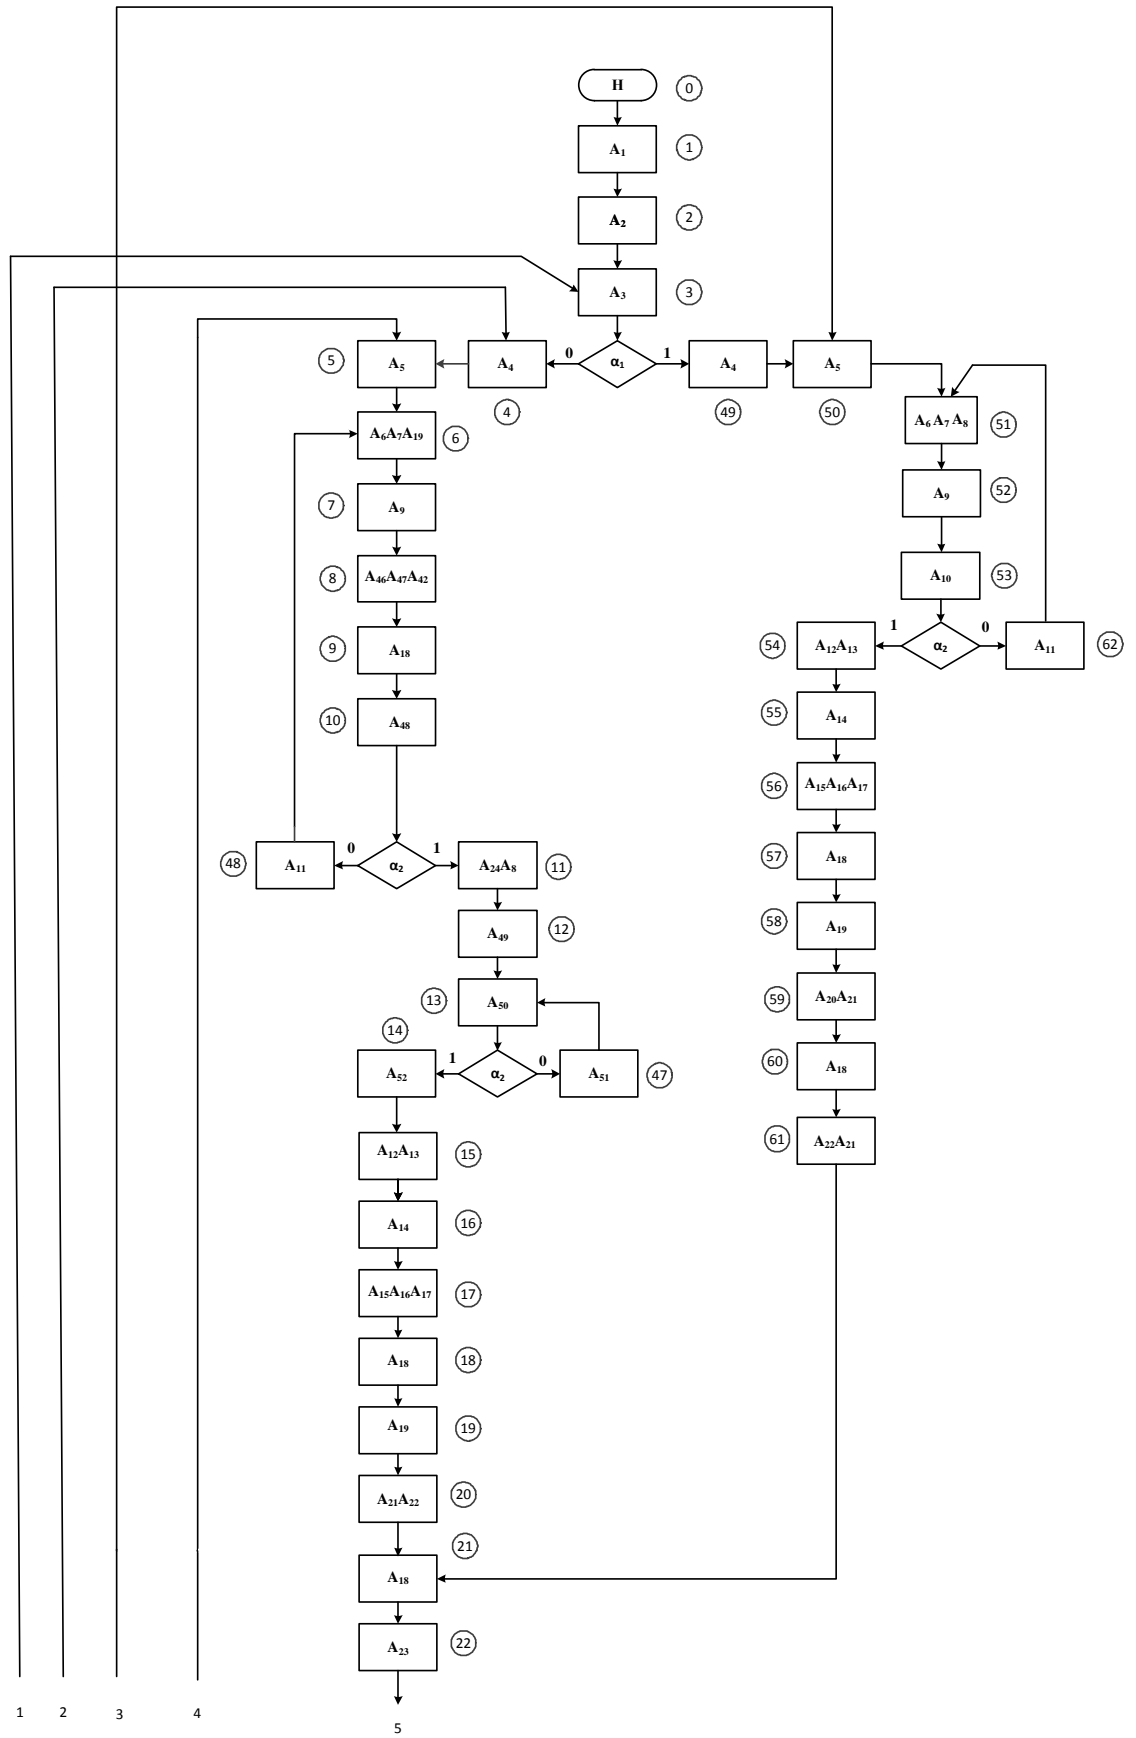 H 0
A₁ 1
A₂ 2
A₃ 3
5 A₅ A₄ 0 α₁ 1 A₄ A₅
4 49 50
A₆ A₇ A₈ 51
A₆A₇A₁₉ 6
A₉ 52
7 A₉
A₁₀ 53
8 A₄₆A₄₇A₄₂
1 0
54 A₁₂A₁₃ α₂ A₁₁ 62
9 A₁₈
55 A₁₄
10 A₄₈
56 A₁₅A₁₆A₁₇
0 1
57 A₁₈
48 A₁₁ α₂ A₂₄A₈ 11
58 A₁₉
A₄₉ 12
59 A₂₀A₂₁
13 A₅₀
14
1 0
60 A₁₈
A₅₂ α₂ A₅₁ 47
61 A₂₂A₂₁
A₁₂A₁₃ 15
A₁₄ 16
A₁₅A₁₆A₁₇ 17
A₁₈ 18
A₁₉ 19
A₂₁A₂₂ 20
21
A₁₈
A₂₃ 22
1 2 3 4
5